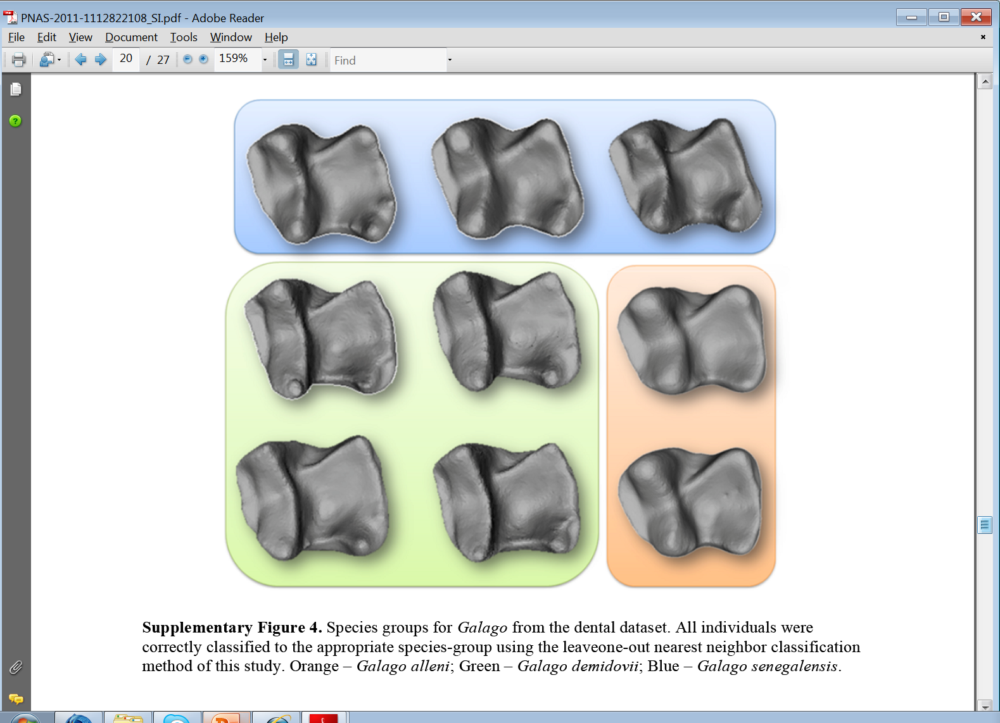 PNAS-2011-1112822108_SI.pdf - Adobe Reader
File Edit View Document Tools Window Help
20 / 27 159% Find
Supplementary Figure 4. Species groups for Galago from the dental dataset. All individuals were
correctly classified to the appropriate species-group using the leaveone-out nearest neighbor classification
method of this study. Orange – Galago alleni; Green – Galago demidovii; Blue – Galago senegalensis.